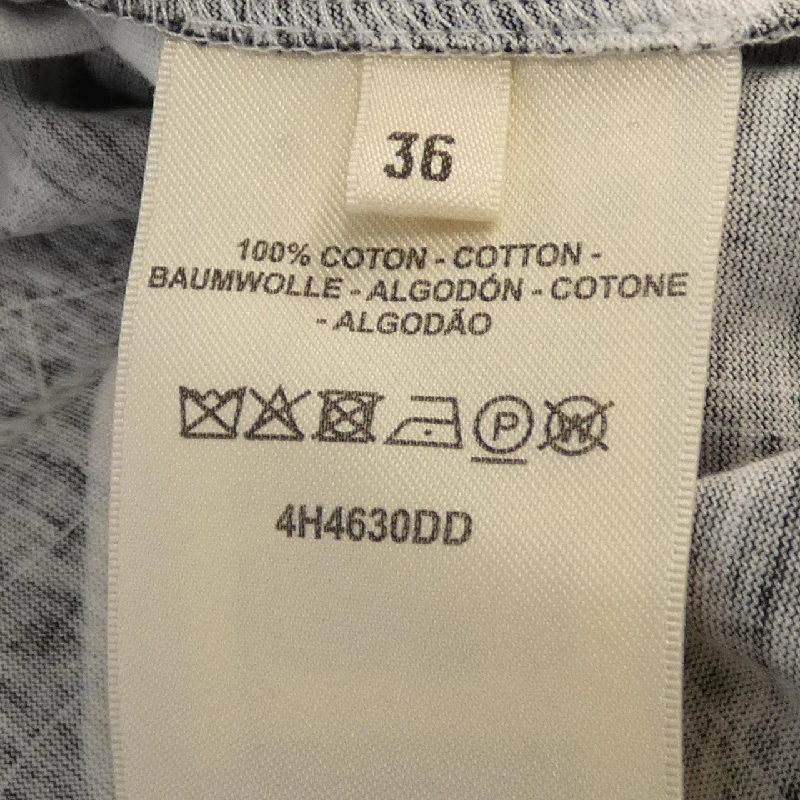 36
100% COTON - COTTON -
BAUMWOLLE - ALGODÓN - COTONE
- ALGODÃO
P W
4H4630DD